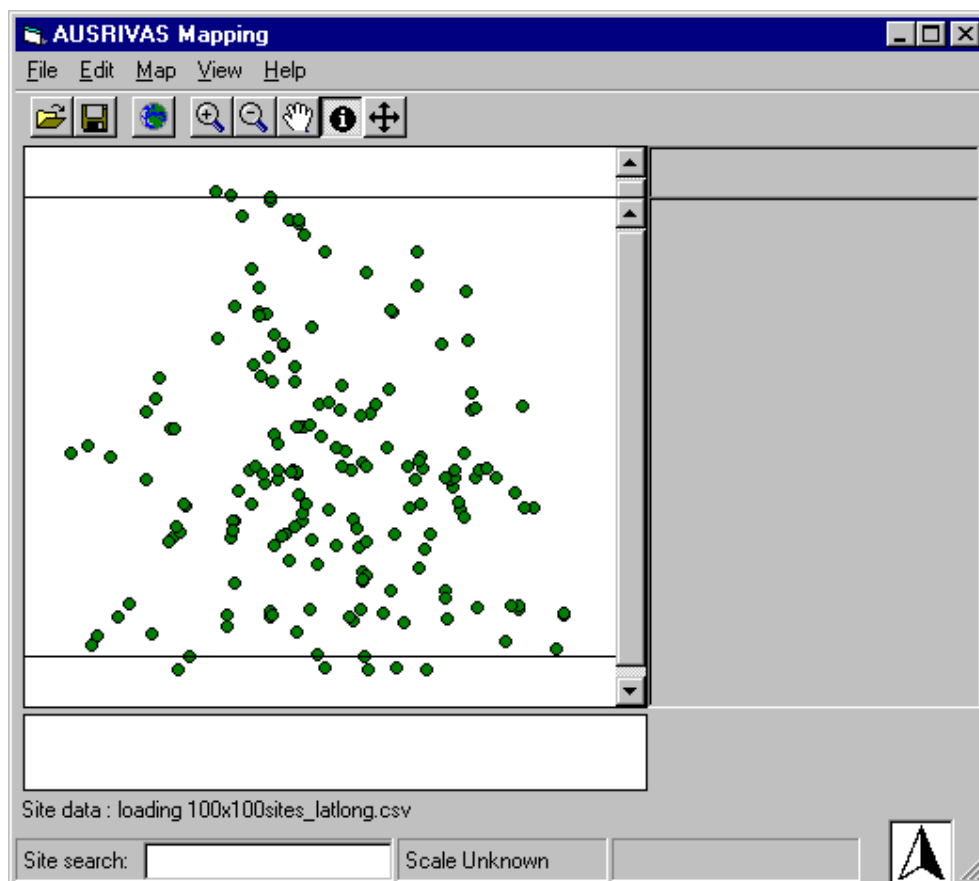 AUSRIVAS Mapping
File Edit Map View Help
Site data : loading 100x100sites_latlong.csv
Site search: Scale Unknown